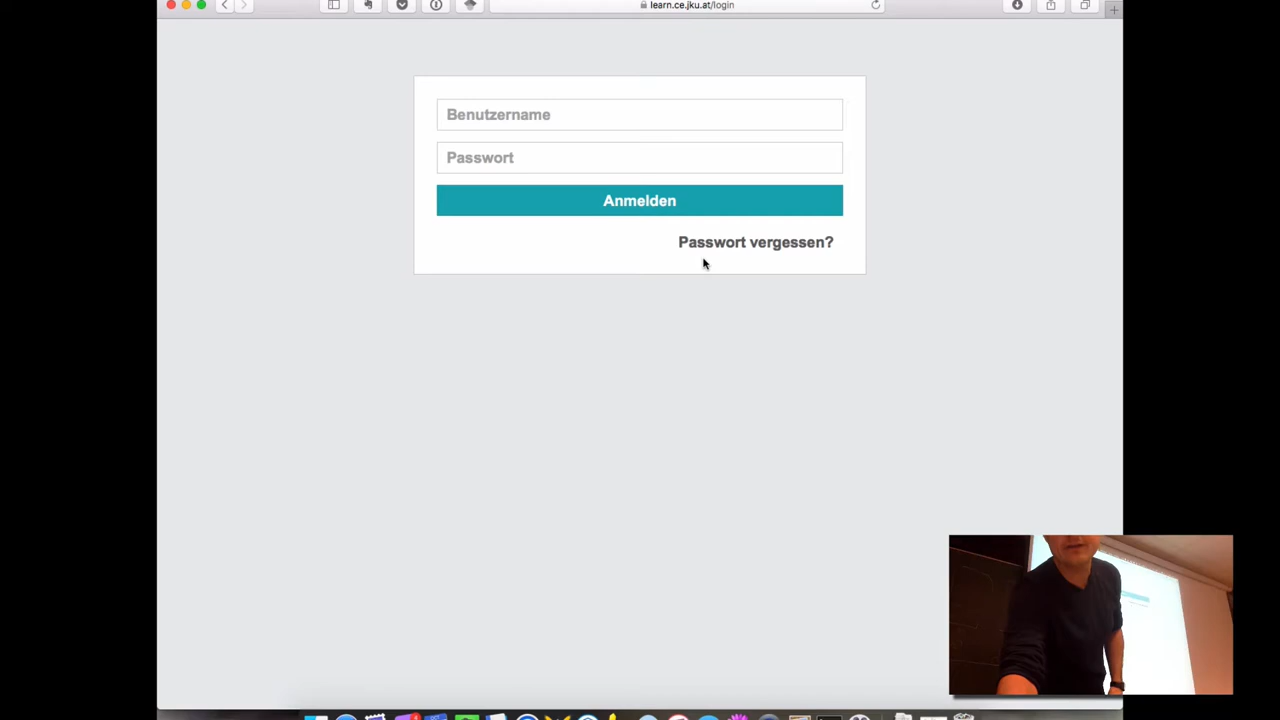 learn.ce.jku.at/login
Benutzername
Passwort
Anmelden
Passwort vergessen?